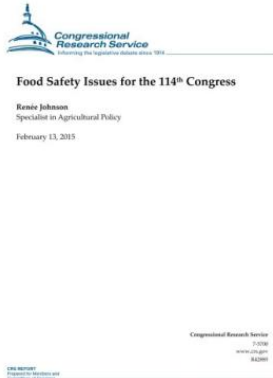 Congressional
Research Service
Informing the legislative debate since 1914
Food Safety Issues for the 114th Congress
Renée Johnson
Specialist in Agricultural Policy
February 13, 2015
Congressional Research Service
7-5700
www.crs.gov
CRS REPORT
Prepared for Members and